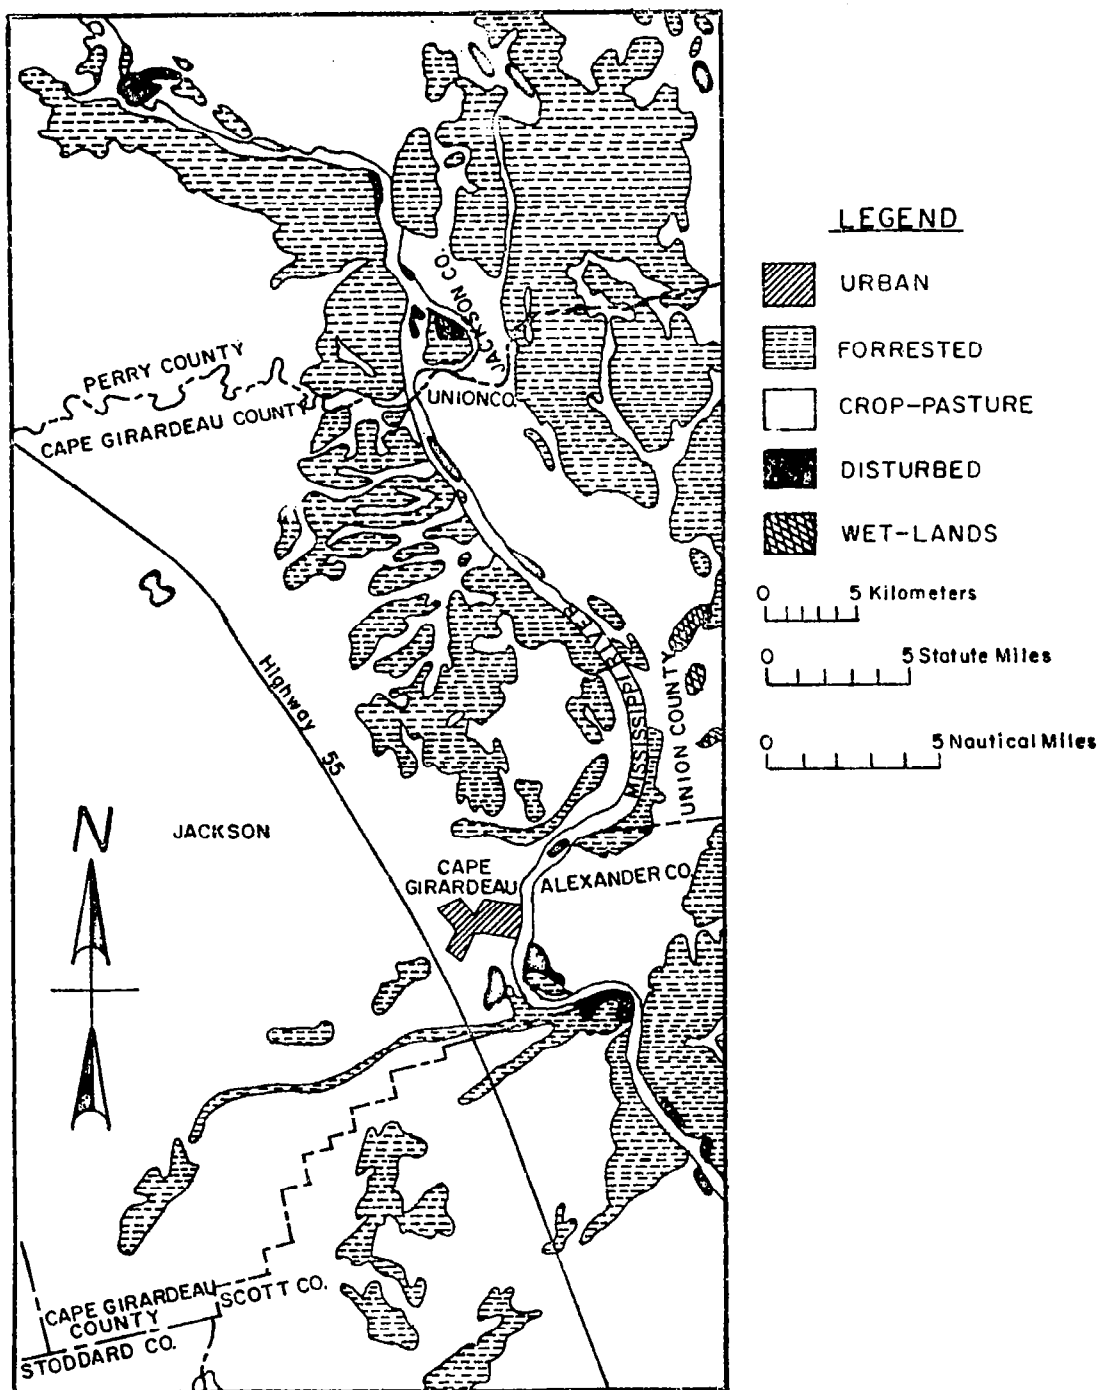 JACKSON CO.
JACKSON CO.
PERRY COUNTY
CAPE GIRARDEAU COUNTY
UNION CO.
Highway 55
MISSISSIPPI RIVER
UNION COUNTY
N
JACKSON
CAPE
GIRARDEAU
ALEXANDER CO.
CAPE GIRARDEAU
COUNTY
SCOTT CO.
STODDARD CO.
LEGEND
URBAN
FORRESTED
CROP-PASTURE
DISTURBED
WET-LANDS
0 5 Kilometers
0 5 Statute Miles
0 5 Nautical Miles